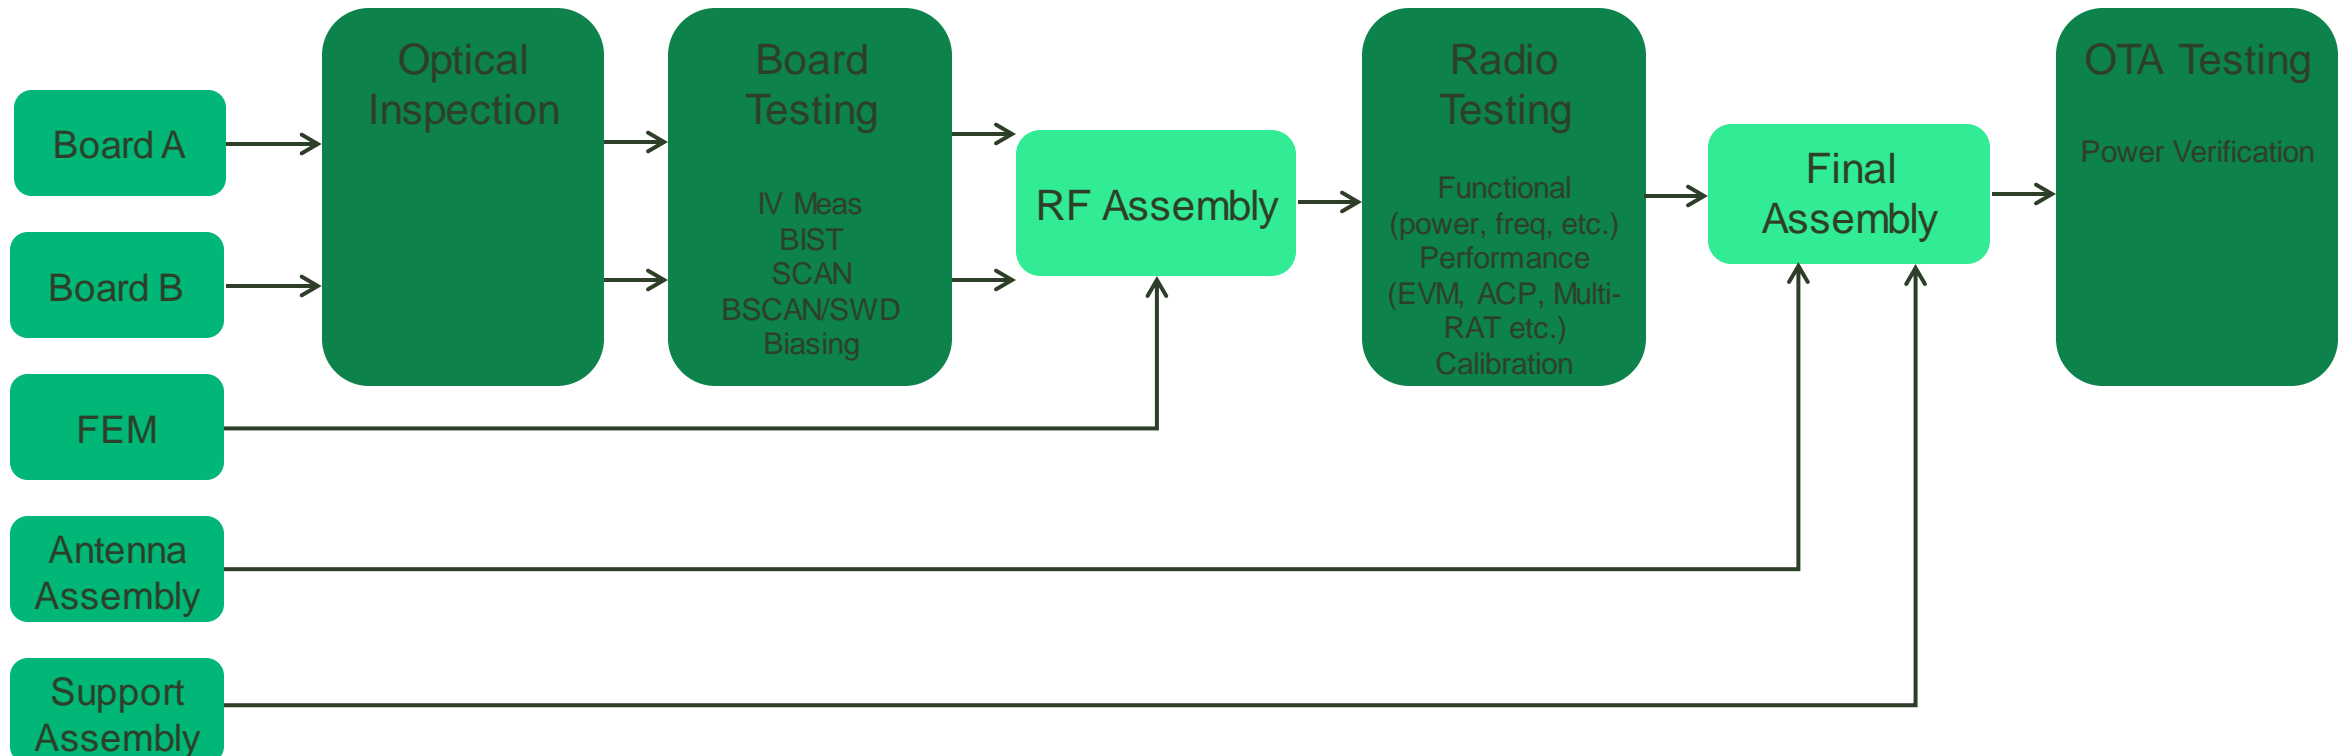 Board A
Board B
FEM
Antenna
Assembly
Support
Assembly
Optical
Inspection
Board
Testing
IV Meas
BIST
SCAN
BSCAN/SWD
Biasing
RF Assembly
Radio
Testing
Functional
(power, freq, etc.)
Performance
(EVM, ACP, Multi-
RAT etc.)
Calibration
Final
Assembly
OTA Testing
Power Verification